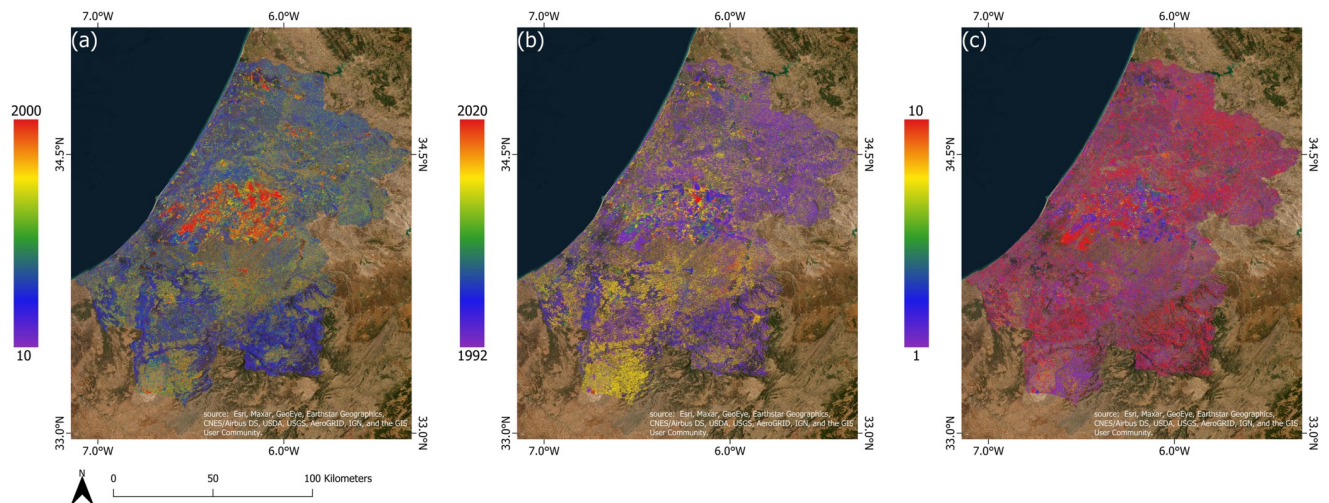 7.0°W 6.0°W 7.0°W 6.0°W 7.0°W 6.0°W
(a) (b) (c)
2000 2020 10
34.5°N 34.5°N 34.5°N
10 1992 1
source: Esri, Maxar, GeoEye, Earthstar Geographics,
CNES/Airbus DS, USDA, USGS, AeroGRID, IGN, and the GIS
User Community.
source: Esri, Maxar, GeoEye, Earthstar Geographics,
CNES/Airbus DS, USDA, USGS, AeroGRID, IGN, and the GIS
User Community.
source: Esri, Maxar, GeoEye, Earthstar Geographics,
CNES/Airbus DS, USDA, USGS, AeroGRID, IGN, and the GIS
User Community.
33.0°N 33.0°N 33.0°N
7.0°W 6.0°W 7.0°W 6.0°W 7.0°W 6.0°W
N
0 50 100 Kilometers